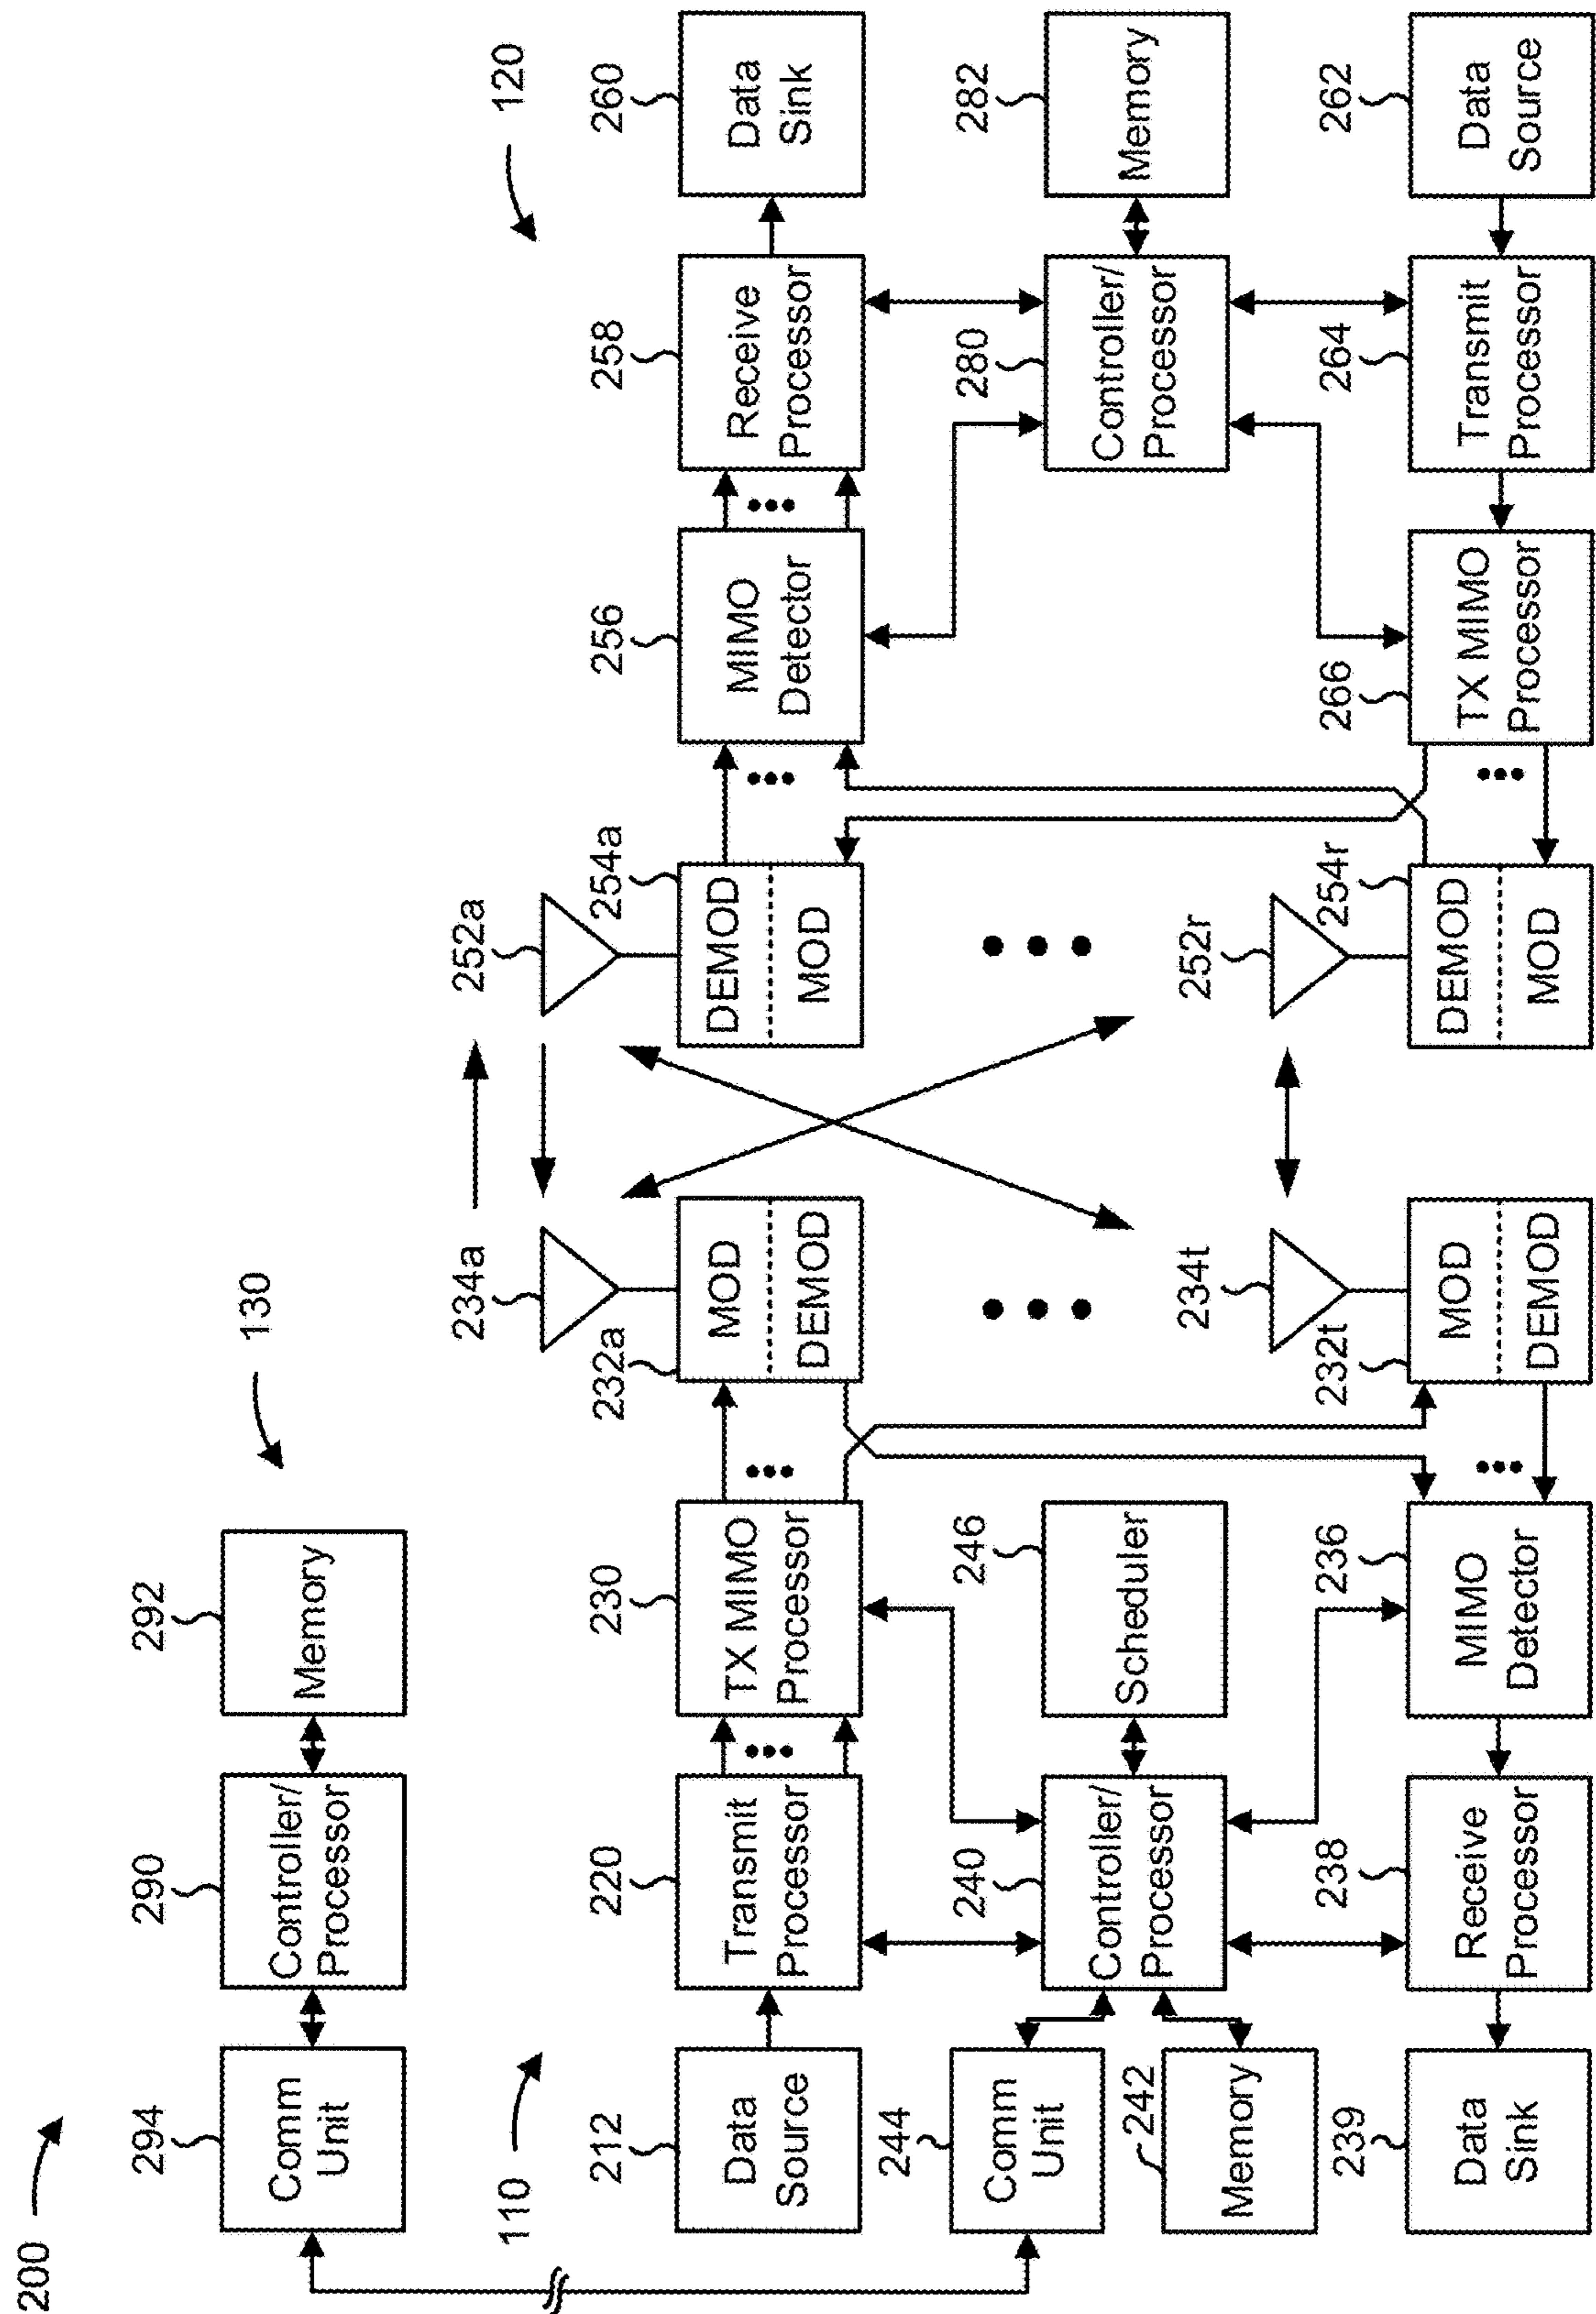 200
130
294
290
292
Comm
Unit
Controller/
Processor
Memory
110
120
212
220
230
232a
234a
252a
254a
256
258
260
Data
Source
Transmit
Processor
TX MIMO
Processor
MOD
DEMOD
DEMOD
MOD
MIMO
Detector
Receive
Processor
Data
Sink
244
240
246
280
282
Comm
Unit
242
Memory
Controller/
Processor
Scheduler
Controller/
Processor
Memory
239
238
236
232t
234t
252r
254r
266
264
262
Data
Sink
Receive
Processor
MIMO
Detector
MOD
DEMOD
DEMOD
MOD
TX MIMO
Processor
Transmit
Processor
Data
Source